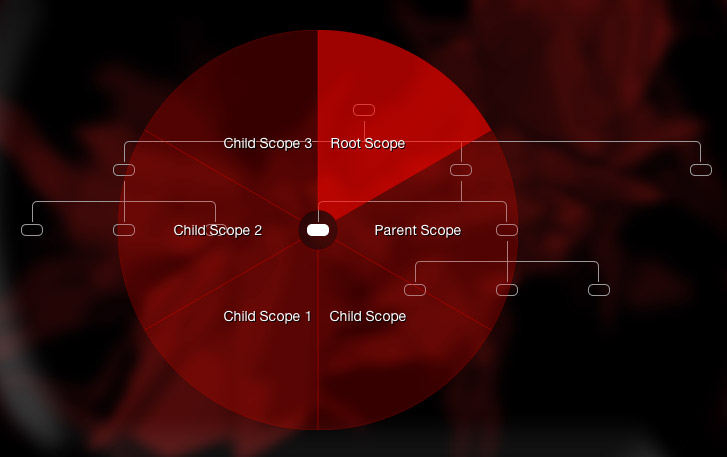 Child Scope 3
Root Scope
Child Scope 2
Parent Scope
Child Scope 1
Child Scope